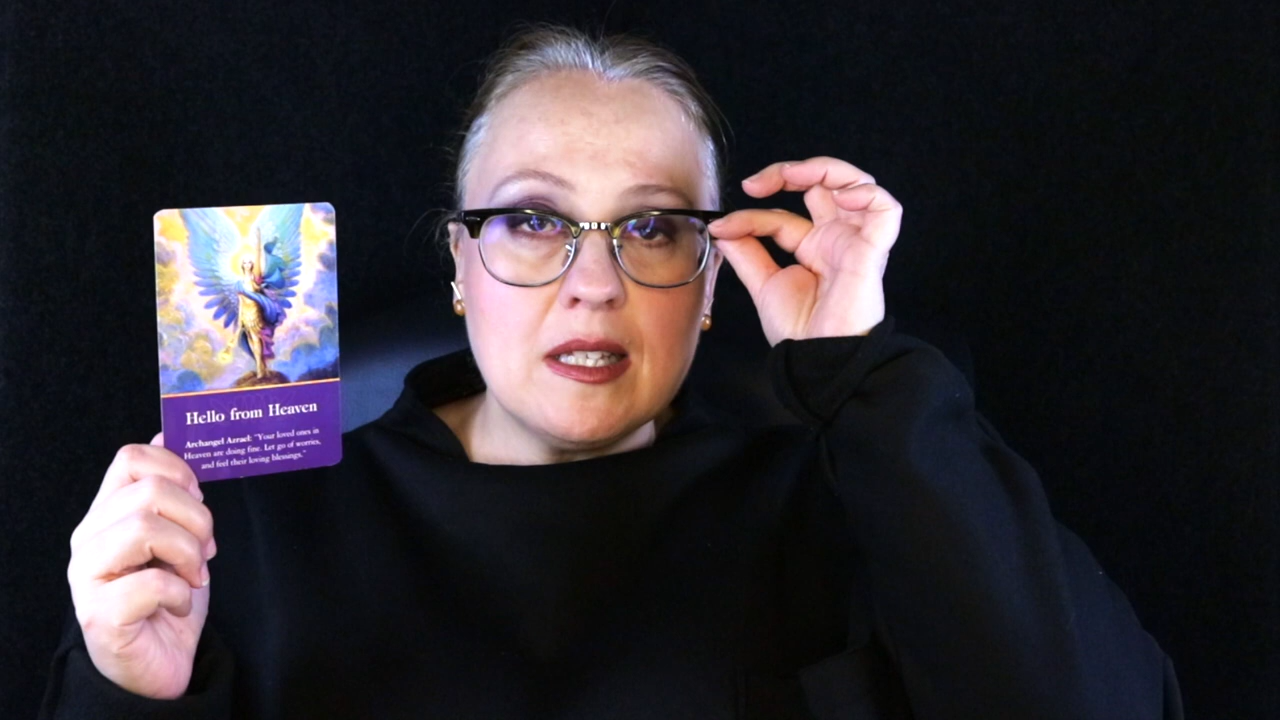 Hello from Heaven
Archangel Azrael: "Your loved ones in
Heaven are doing fine. Let go of worries,
and feel their loving blessings."